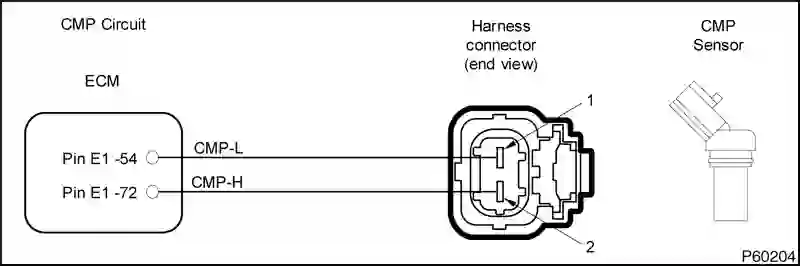 CMP Circuit
Harness
connector
(end view)
CMP
Sensor
ECM
1
Pin E1 -54
CMP-L
Pin E1 -72
CMP-H
2
P60204